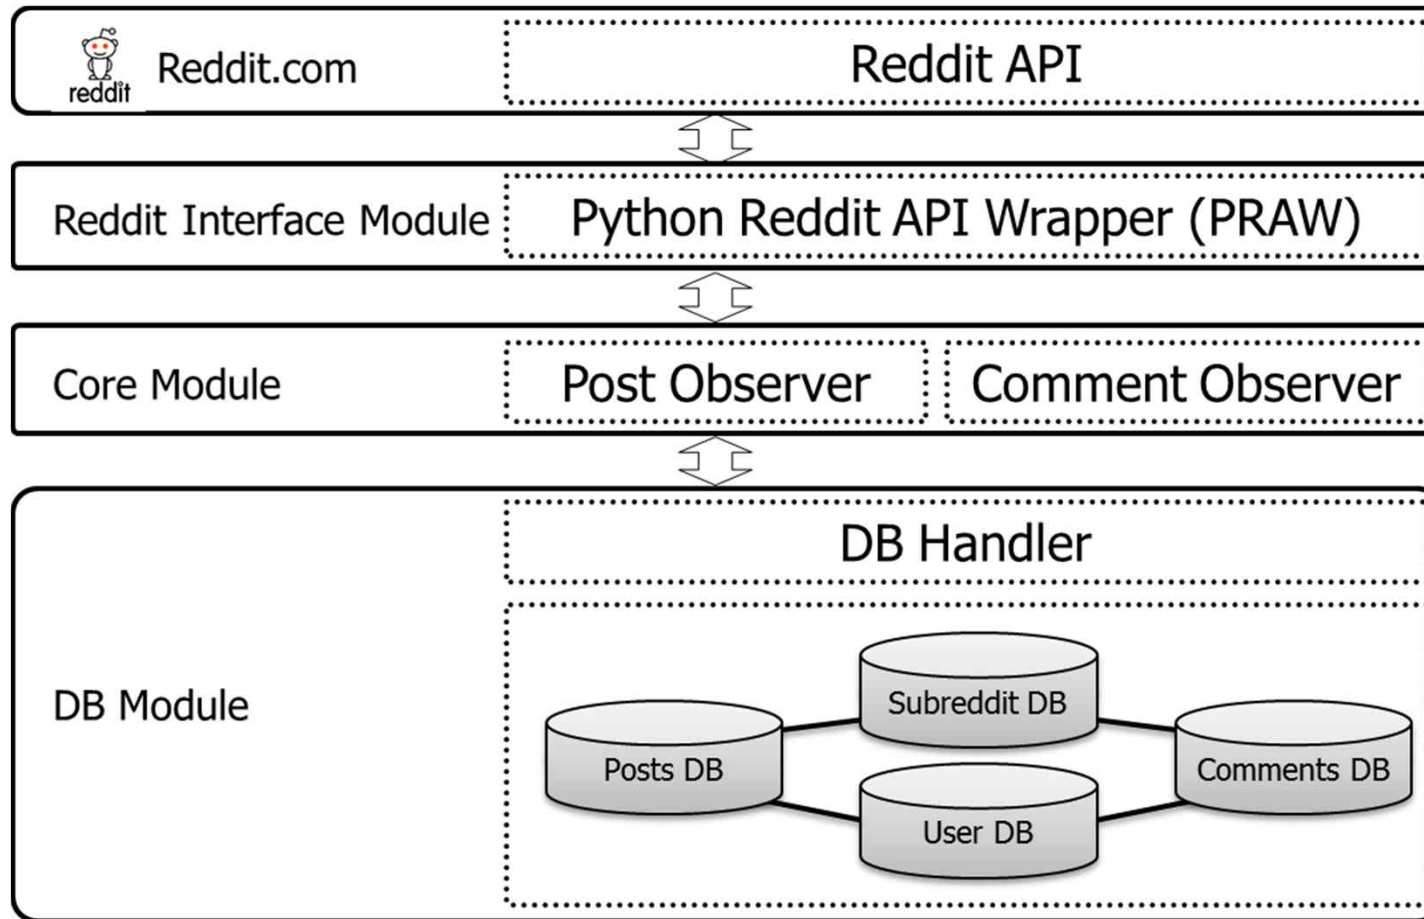 reddit
Reddit.com
Reddit API
Reddit Interface Module
Python Reddit API Wrapper (PRAW)
Core Module
Post Observer
Comment Observer
DB Module
DB Handler
Subreddit DB
Posts DB
Comments DB
User DB